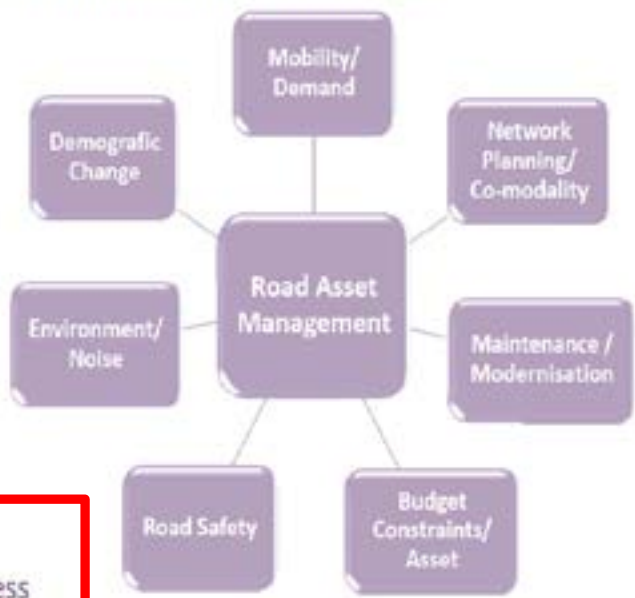 Mobility/
Demand
Demografic
Change
Network
Planning/
Co-modality
Road Asset
Management
Environment/
Noise
Maintenance /
Modernisation
Road Safety
Budget
Constraints/
Asset